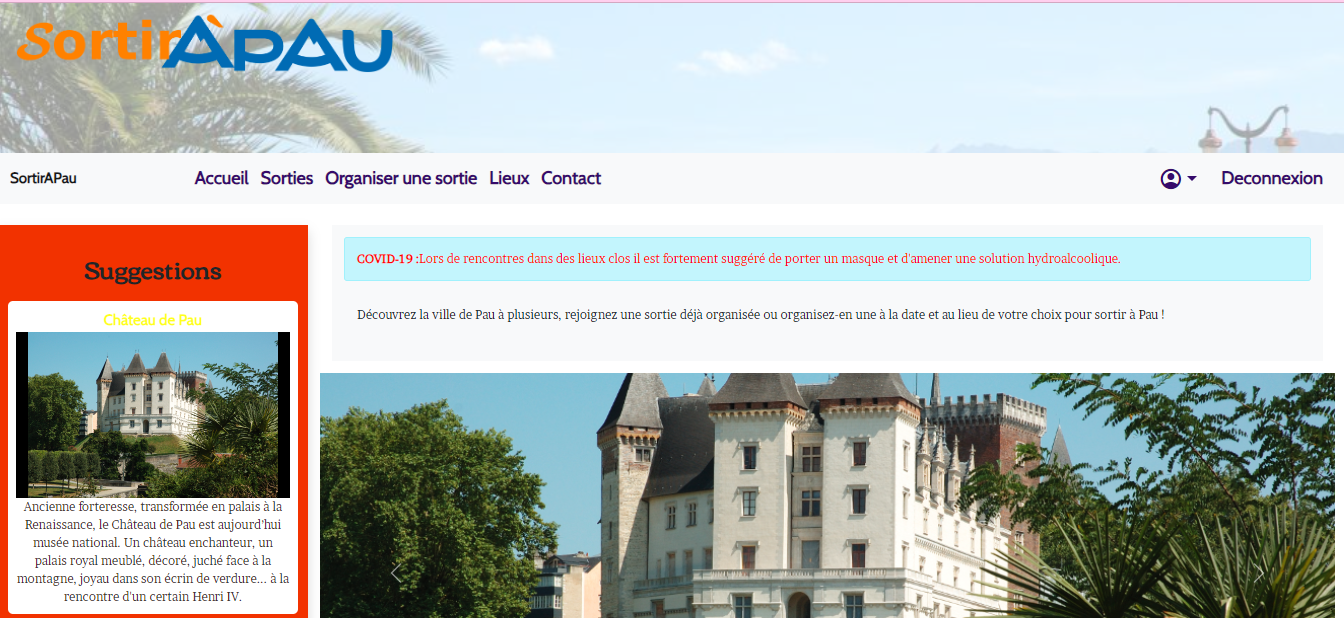 SortirÀPAU
SortirAPau
Accueil Sorties Organiser une sortie Lieux Contact
Deconnexion
Suggestions
Château de Pau
Ancienne forteresse, transformée en palais à la
Renaissance, le Château de Pau est aujourd'hui
musée national. Un château enchanteur, un
palais royal meublé, décoré, juché face à la
montagne, joyau dans son écrin de verdure... à la
rencontre d'un certain Henri IV.
COVID-19 :Lors de rencontres dans des lieux clos il est fortement suggéré de porter un masque et d'amener une solution hydroalcoolique.
Découvrez la ville de Pau à plusieurs, rejoignez une sortie déjà organisée ou organisez-en une à la date et au lieu de votre choix pour sortir à Pau !